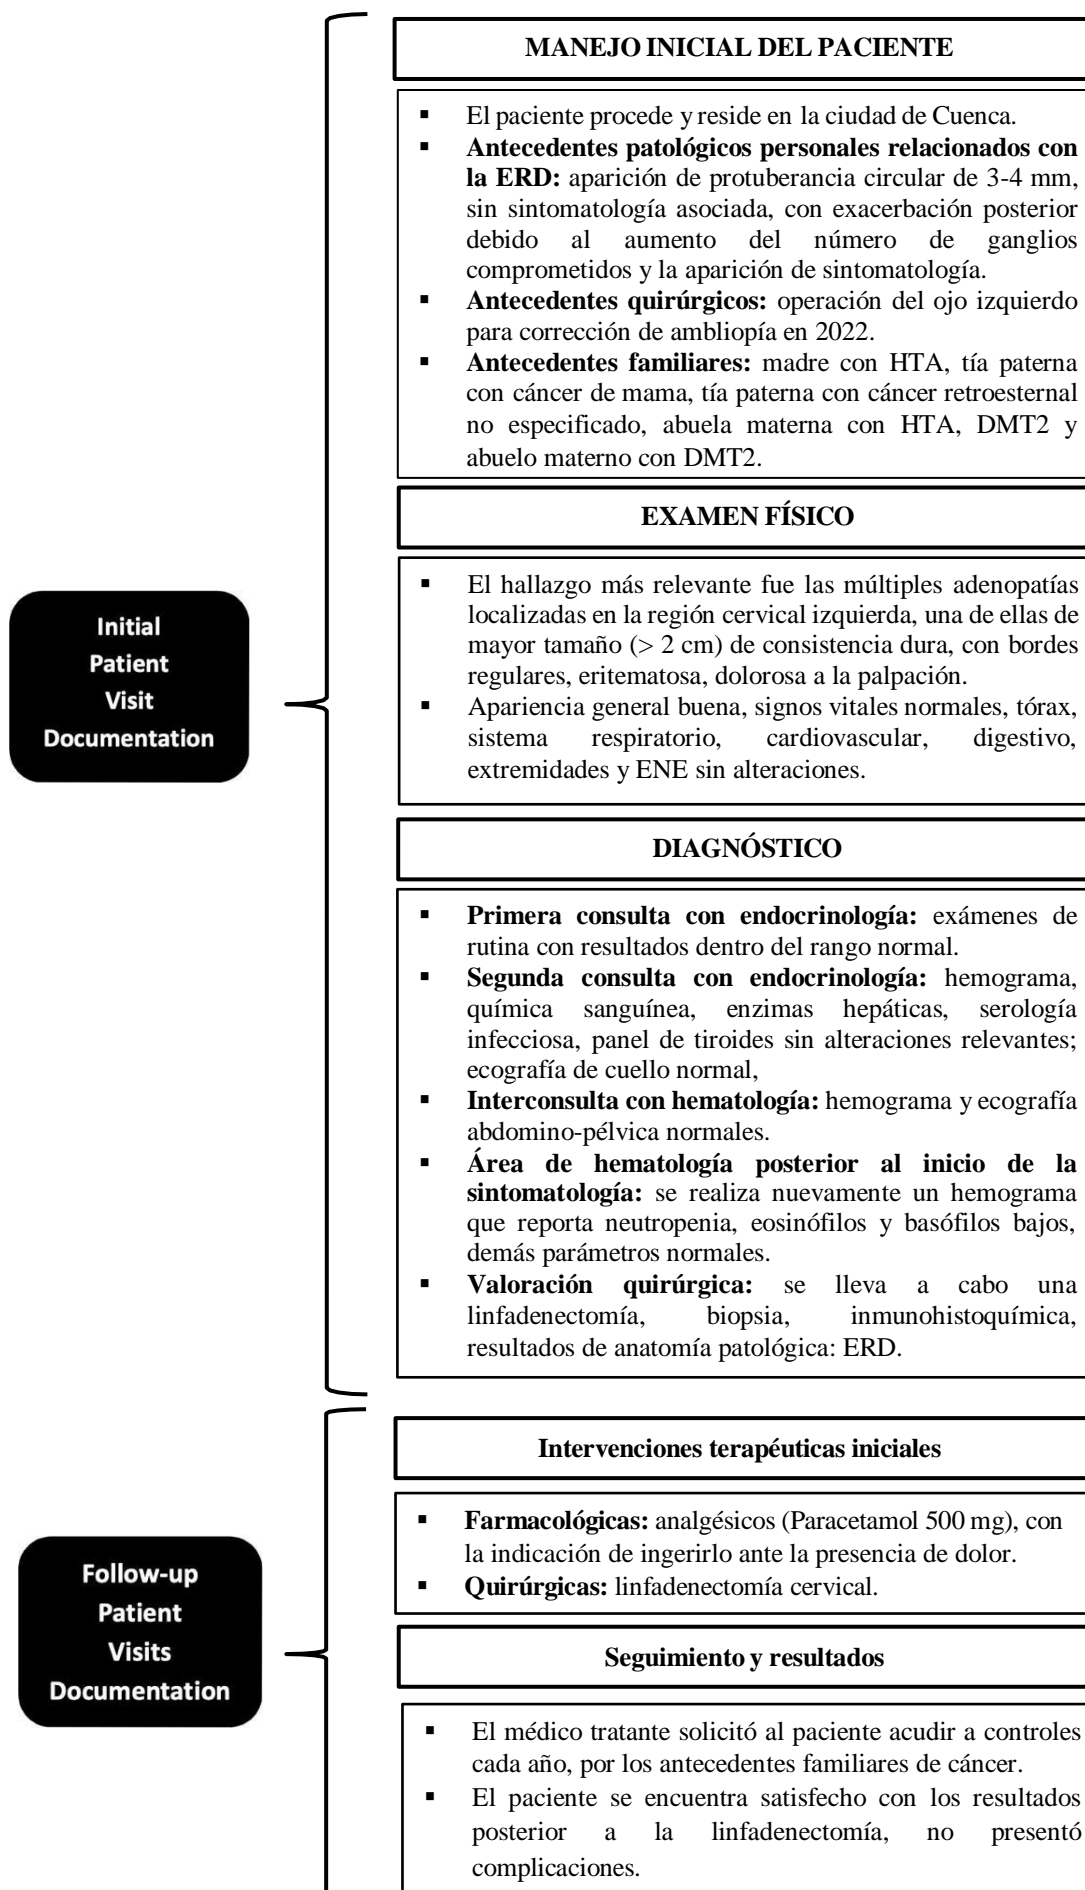 MANEJO INICIAL DEL PACIENTE
▪ El paciente procede y reside en la ciudad de Cuenca.
▪ Antecedentes patológicos personales relacionados con
la ERD: aparición de protuberancia circular de 3-4 mm,
sin sintomatología asociada, con exacerbación posterior
debido al aumento del número de ganglios
comprometidos y la aparición de sintomatología.
▪ Antecedentes quirúrgicos: operación del ojo izquierdo
para corrección de ambliopía en 2022.
▪ Antecedentes familiares: madre con HTA, tía paterna
con cáncer de mama, tía paterna con cáncer retroesternal
no especificado, abuela materna con HTA, DMT2 y
abuelo materno con DMT2.
EXAMEN FÍSICO
▪ El hallazgo más relevante fue las múltiples adenopatías
localizadas en la región cervical izquierda, una de ellas de
mayor tamaño (> 2 cm) de consistencia dura, con bordes
regulares, eritematosa, dolorosa a la palpación.
▪ Apariencia general buena, signos vitales normales, tórax,
sistema respiratorio, cardiovascular, digestivo,
extremidades y ENE sin alteraciones.
Initial
Patient
Visit
Documentation
DIAGNÓSTICO
▪ Primera consulta con endocrinología: exámenes de
rutina con resultados dentro del rango normal.
▪ Segunda consulta con endocrinología: hemograma,
química sanguínea, enzimas hepáticas, serología
infecciosa, panel de tiroides sin alteraciones relevantes;
ecografía de cuello normal,
▪ Interconsulta con hematología: hemograma y ecografía
abdomino-pélvica normales.
▪ Área de hematología posterior al inicio de la
sintomatología: se realiza nuevamente un hemograma
que reporta neutropenia, eosinófilos y basófilos bajos,
demás parámetros normales.
▪ Valoración quirúrgica: se lleva a cabo una
linfadenectomía, biopsia, inmunohistoquímica,
resultados de anatomía patológica: ERD.
Intervenciones terapéuticas iniciales
▪ Farmacológicas: analgésicos (Paracetamol 500 mg), con
la indicación de ingerirlo ante la presencia de dolor.
▪ Quirúrgicas: linfadenectomía cervical.
Follow-up
Patient
Visits
Documentation
Seguimiento y resultados
▪ El médico tratante solicitó al paciente acudir a controles
cada año, por los antecedentes familiares de cáncer.
▪ El paciente se encuentra satisfecho con los resultados
posterior a la linfadenectomía, no presentó
complicaciones.